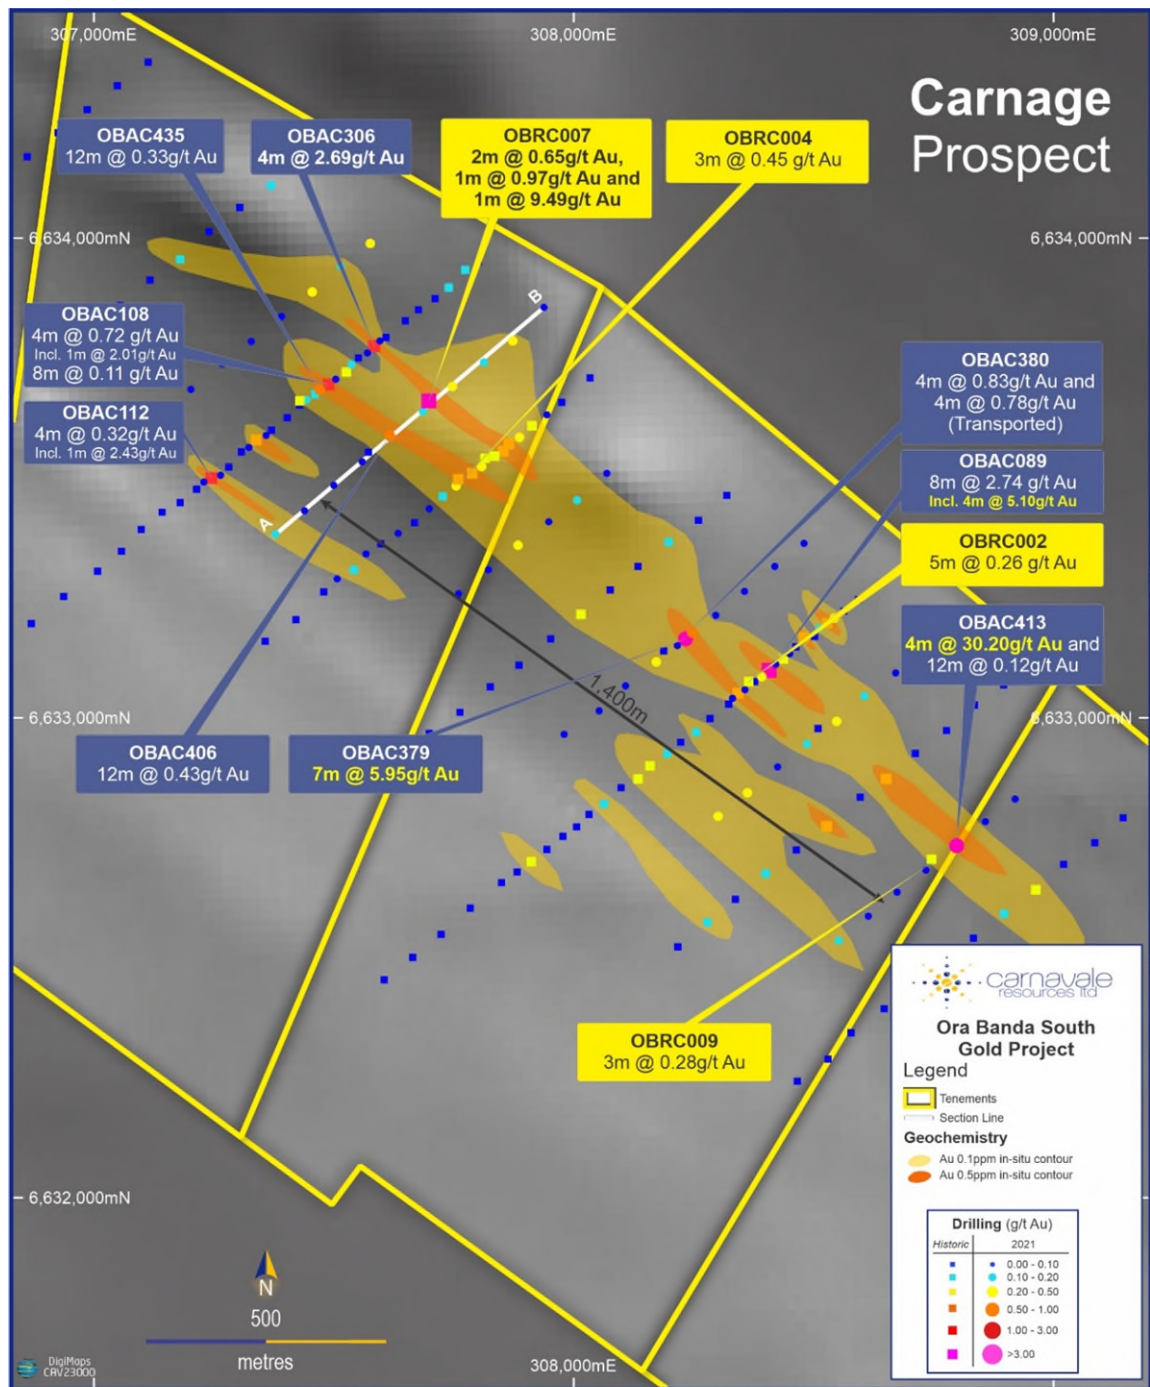 307,000mE
308,000mE
309,000mE
Carnage
Prospect
OBAC435
12m @ 0.33g/t Au
OBAC306
4m @ 2.69g/t Au
OBRC007
2m @ 0.65g/t Au,
1m @ 0.97g/t Au and
1m @ 9.49g/t Au
OBRC004
3m @ 0.45 g/t Au
6,634,000mN
6,634,000mN
B
OBAC108
4m @ 0.72 g/t Au
Incl. 1m @ 2.01g/t Au
8m @ 0.11 g/t Au
OBAC112
4m @ 0.32g/t Au
Incl. 1m @ 2.43g/t Au
A
OBAC380
4m @ 0.83g/t Au and
4m @ 0.78g/t Au
(Transported)
OBAC089
8m @ 2.74 g/t Au
Incl. 4m @ 5.10g/t Au
OBRC002
5m @ 0.26 g/t Au
OBAC413
4m @ 30.20g/t Au and
12m @ 0.12g/t Au
1,400m
6,633,000mN
6,633,000mN
OBAC406
12m @ 0.43g/t Au
OBAC379
7m @ 5.95g/t Au
OBRC009
3m @ 0.28g/t Au
carnavale
resources ltd
Ora Banda South
Gold Project
Legend
Tenements
Section Line
Geochemistry
Au 0.1ppm in-situ contour
Au 0.5ppm in-situ contour
Drilling (g/t Au)
Historic 2021
0.00 - 0.10
0.10 - 0.20
0.20 - 0.50
0.50 - 1.00
1.00 - 3.00
>3.00
6,632,000mN
N
500
metres
DigiMaps
CRV23000
308,000mE